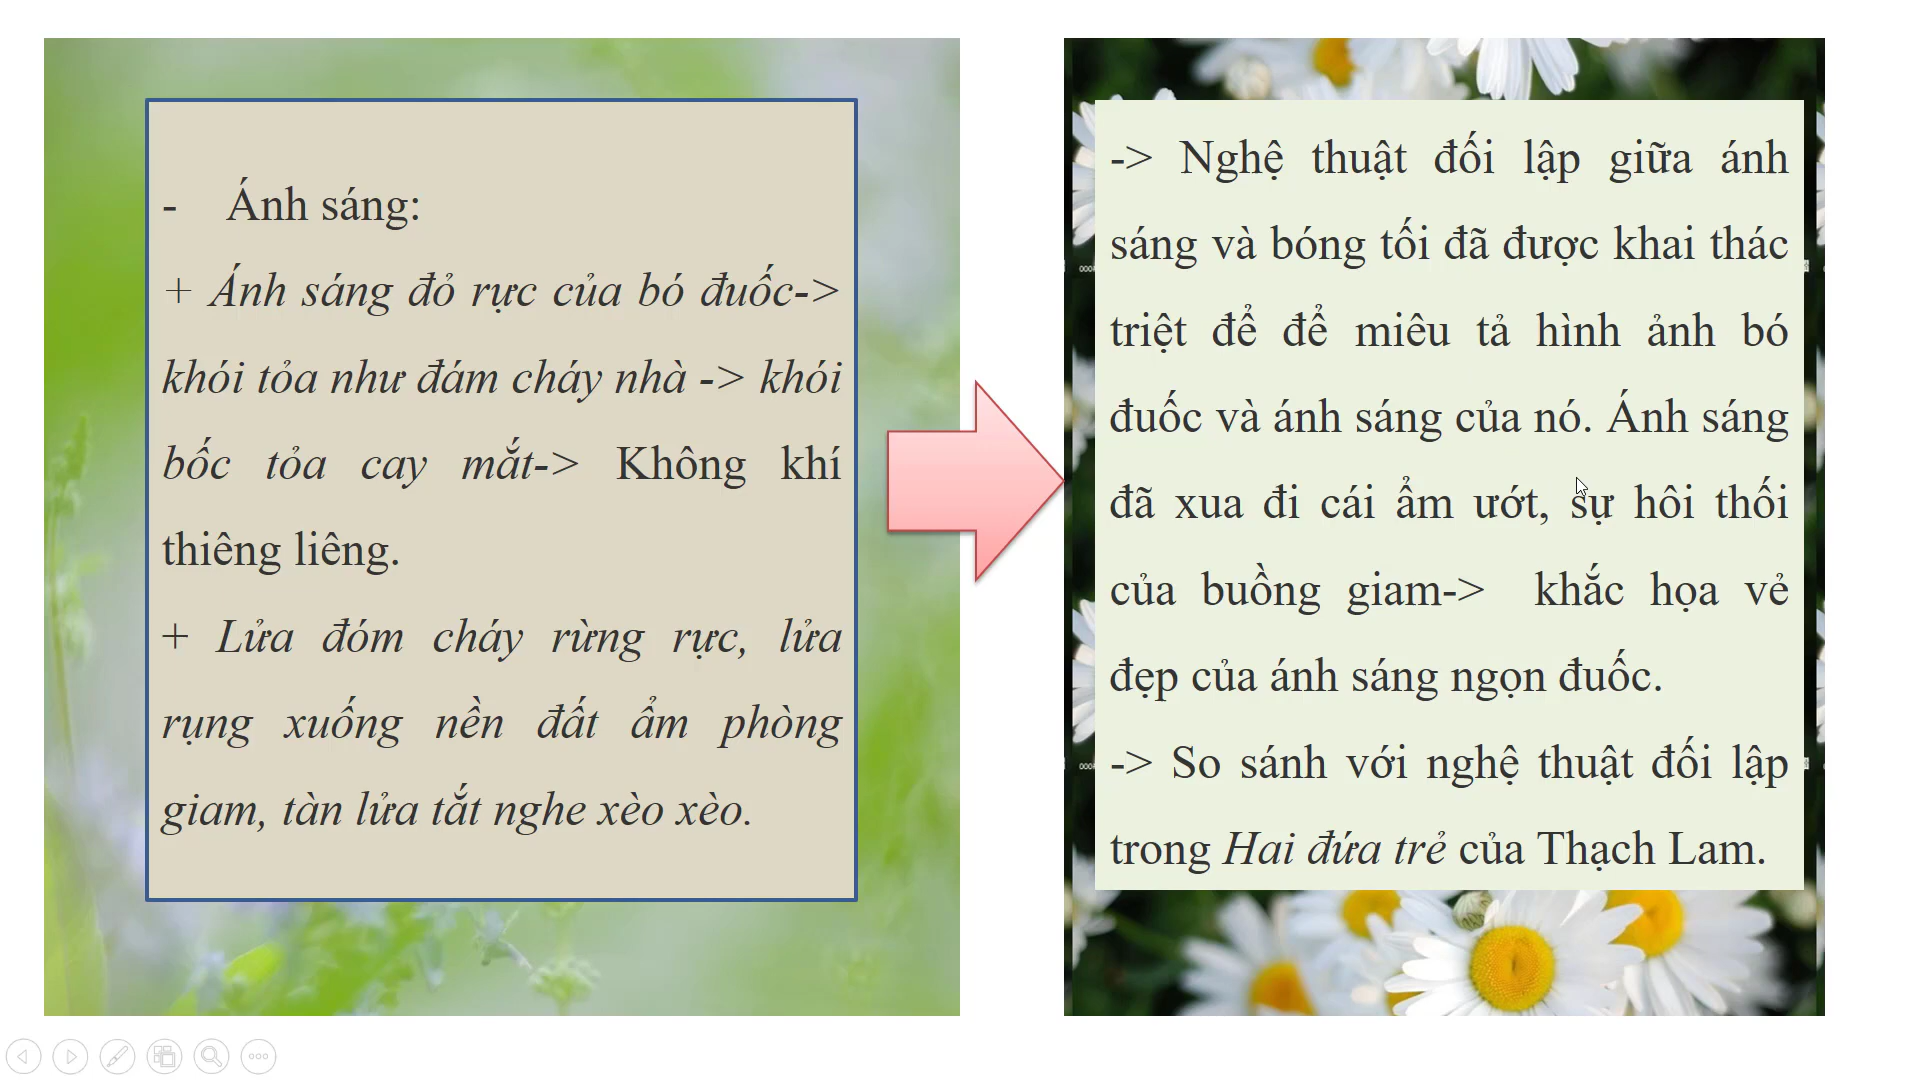 - Ánh sáng:
+ Ánh sáng đỏ rực của bó đuốc->
khói tỏa như đám cháy nhà -> khói
bốc tỏa cay mắt-> Không khí
thiêng liêng.
+ Lửa đóm cháy rừng rực, lửa
rụng xuống nền đất ẩm phòng
giam, tàn lửa tắt nghe xèo xèo.
-> Nghệ thuật đối lập giữa ánh
sáng và bóng tối đã được khai thác
triệt để để miêu tả hình ảnh bó
đuốc và ánh sáng của nó. Ánh sáng
đã xua đi cái ẩm ướt, sự hôi thối
của buồng giam-> khắc họa vẻ
đẹp của ánh sáng ngọn đuốc.
-> So sánh với nghệ thuật đối lập
trong Hai đứa trẻ của Thạch Lam.